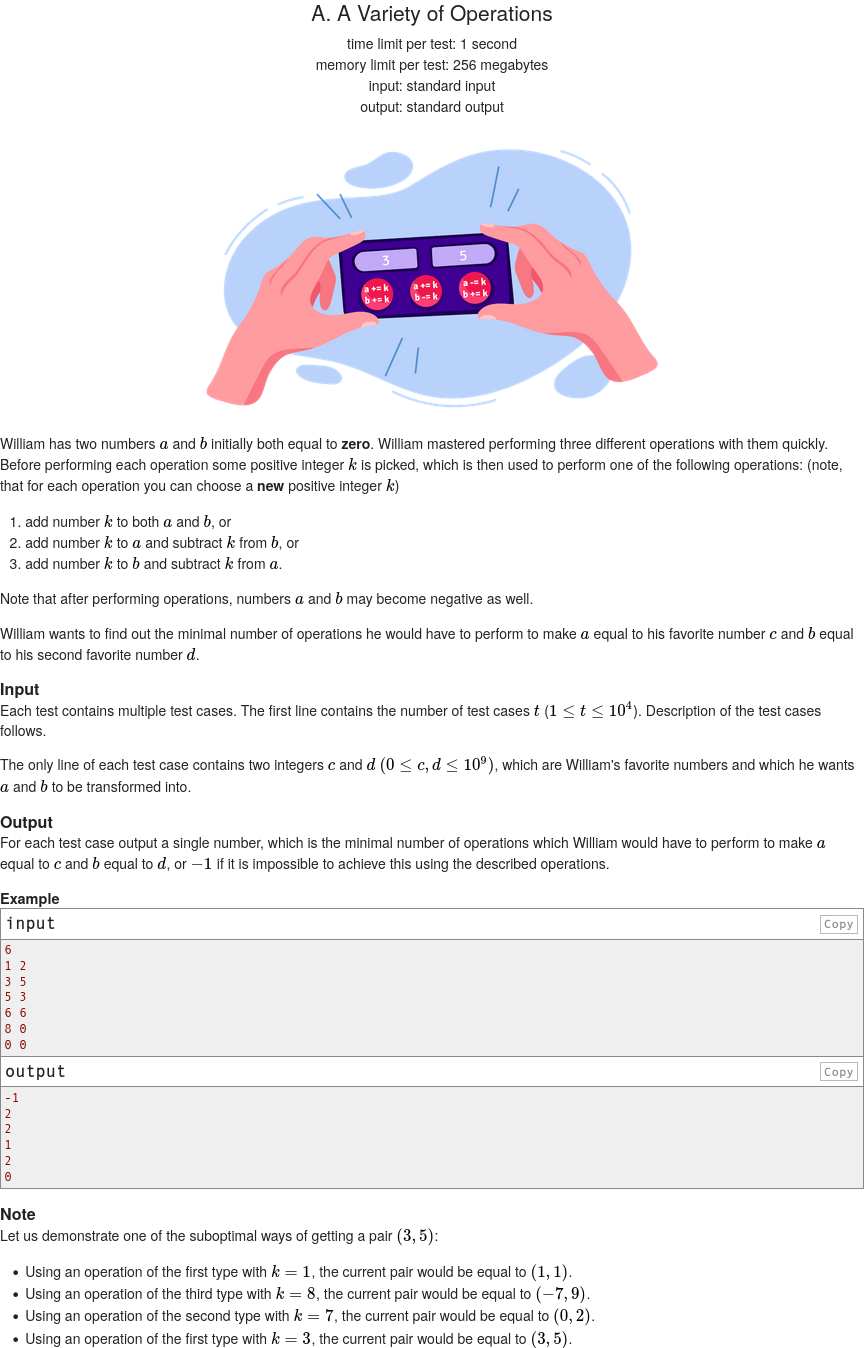 A. A Variety of Operations
time limit per test: 1 second
memory limit per test: 256 megabytes
input: standard input
output: standard output
3 5
a += k a += k a -= k
b += k b -= k b += k
William has two numbers a and b initially both equal to zero. William mastered performing three different operations with them quickly.
Before performing each operation some positive integer k is picked, which is then used to perform one of the following operations: (note,
that for each operation you can choose a new positive integer k)
1. add number k to both a and b, or
2. add number k to a and subtract k from b, or
3. add number k to b and subtract k from a.
Note that after performing operations, numbers a and b may become negative as well.
William wants to find out the minimal number of operations he would have to perform to make a equal to his favorite number c and b equal
to his second favorite number d.
Input
Each test contains multiple test cases. The first line contains the number of test cases t (1 ≤ t ≤ 10^4). Description of the test cases
follows.
The only line of each test case contains two integers c and d (0 ≤ c, d ≤ 10^9), which are William's favorite numbers and which he wants
a and b to be transformed into.
Output
For each test case output a single number, which is the minimal number of operations which William would have to perform to make a
equal to c and b equal to d, or −1 if it is impossible to achieve this using the described operations.
Example
input Copy
6
1 2
3 5
5 3
6 6
8 0
0 0
output Copy
-1
2
2
1
2
0
Note
Let us demonstrate one of the suboptimal ways of getting a pair (3, 5):
• Using an operation of the first type with k = 1, the current pair would be equal to (1, 1).
• Using an operation of the third type with k = 8, the current pair would be equal to (−7, 9).
• Using an operation of the second type with k = 7, the current pair would be equal to (0, 2).
• Using an operation of the first type with k = 3, the current pair would be equal to (3, 5).